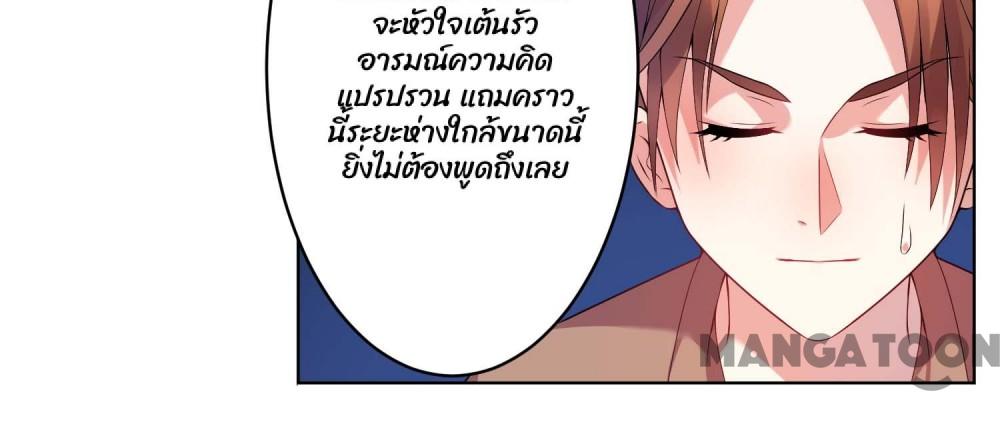 จะหัวใจเต้นรัว
อารมณ์ความคิด
แปรปรวน แถมคราว
นี้ระยะห่างใกล้ขนาดนี้
ยิ่งไม่ต้องพูดถึงเลย
MANGATOON